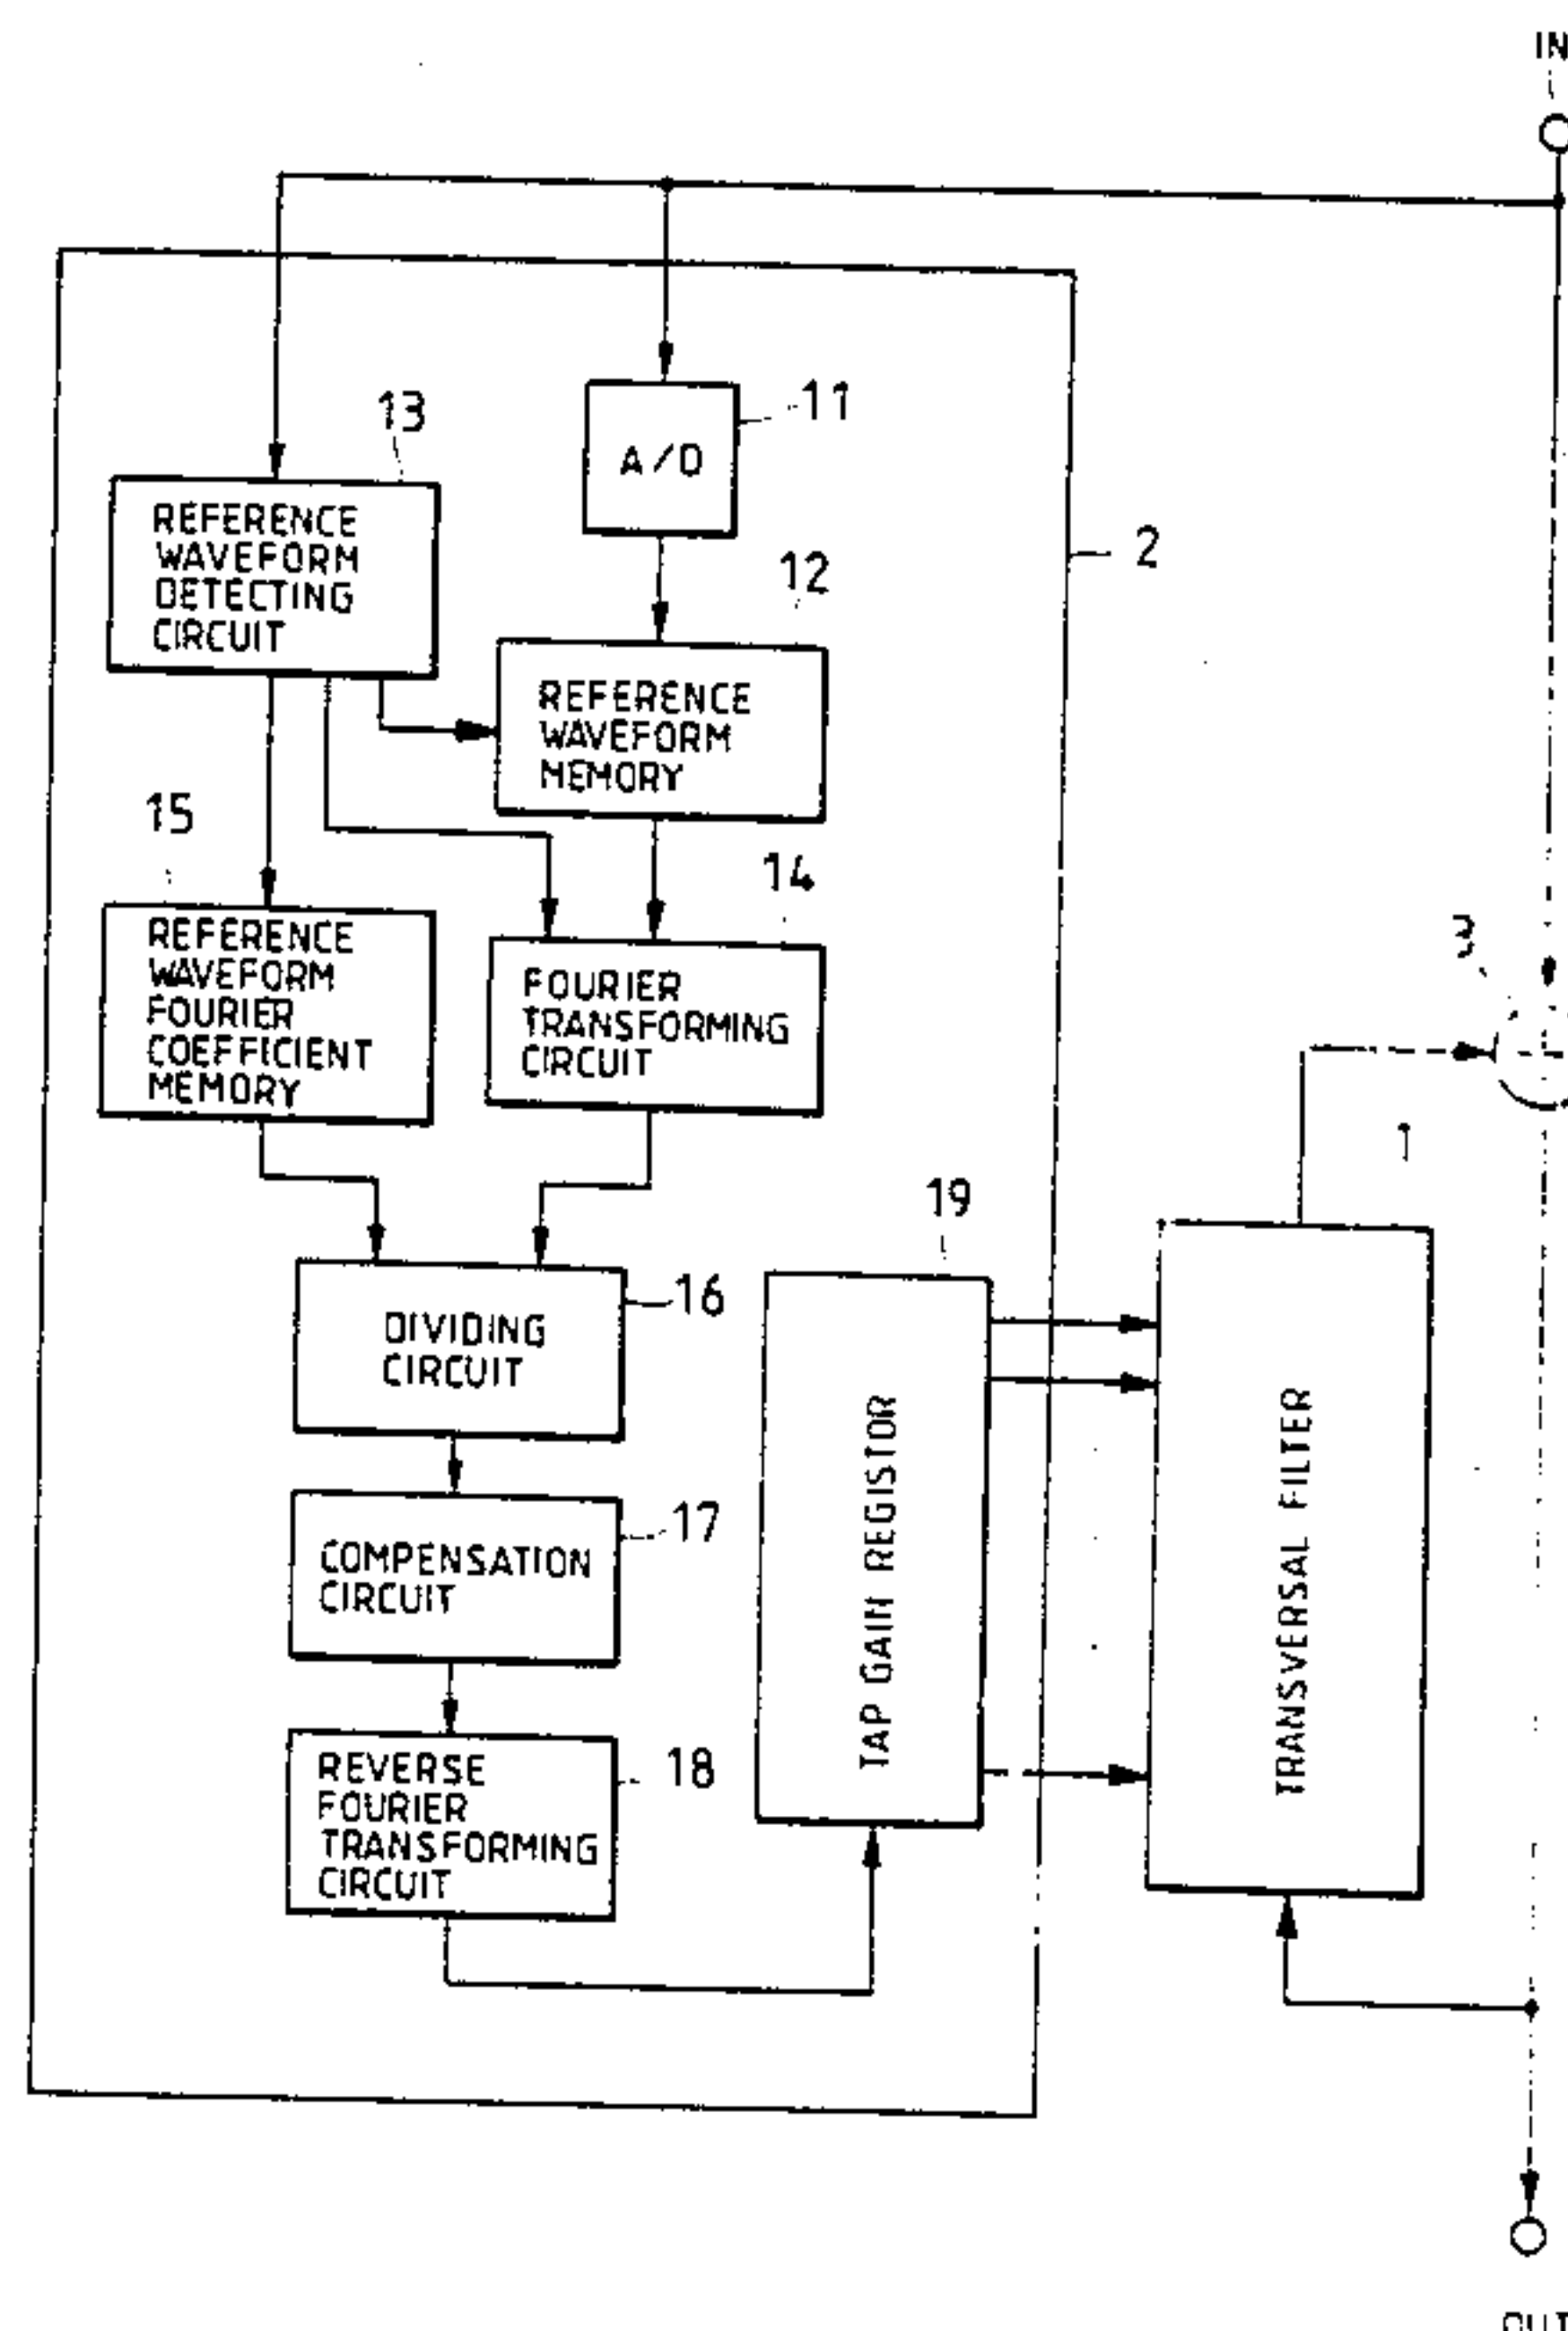 IN
13
11
A/D
REFERENCE
WAVEFORM
DETECTING
CIRCUIT
2
12
REFERENCE
WAVEFORM
MEMORY
15
14
REFERENCE
WAVEFORM
FOURIER
COEFFICIENT
MEMORY
FOURIER
TRANSFORMING
CIRCUIT
3
1
19
16
DIVIDING
CIRCUIT
TAP GAIN REGISTOR
TRANSVERSAL FILTER
17
COMPENSATION
CIRCUIT
18
REVERSE
FOURIER
TRANSFORMING
CIRCUIT
OUT